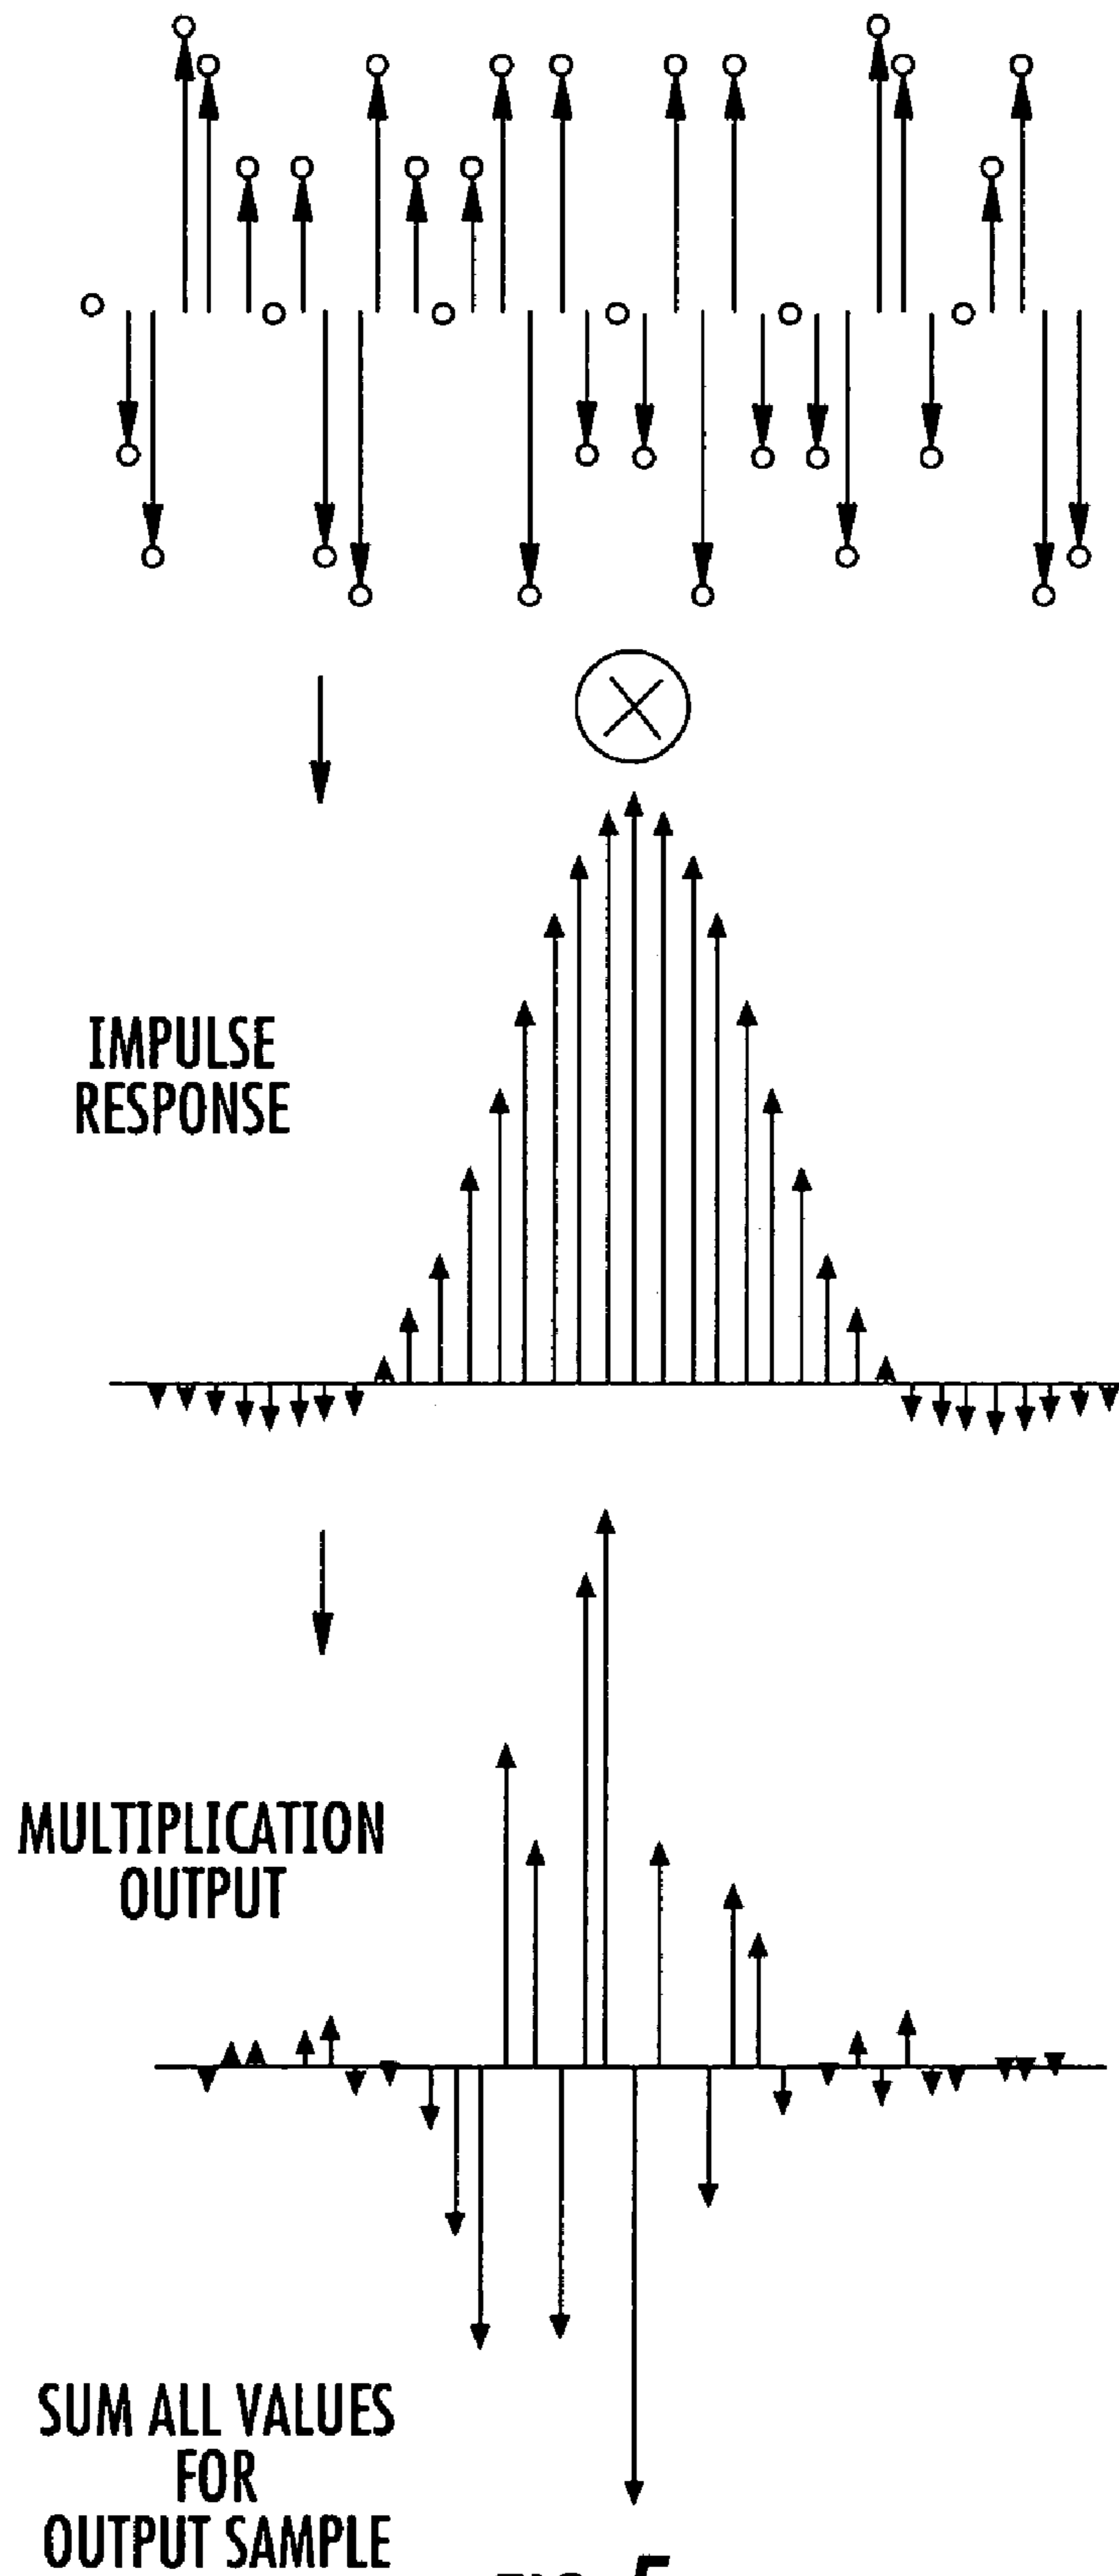 IMPULSE
RESPONSE
MULTIPLICATION
OUTPUT
SUM ALL VALUES
FOR
OUTPUT SAMPLE